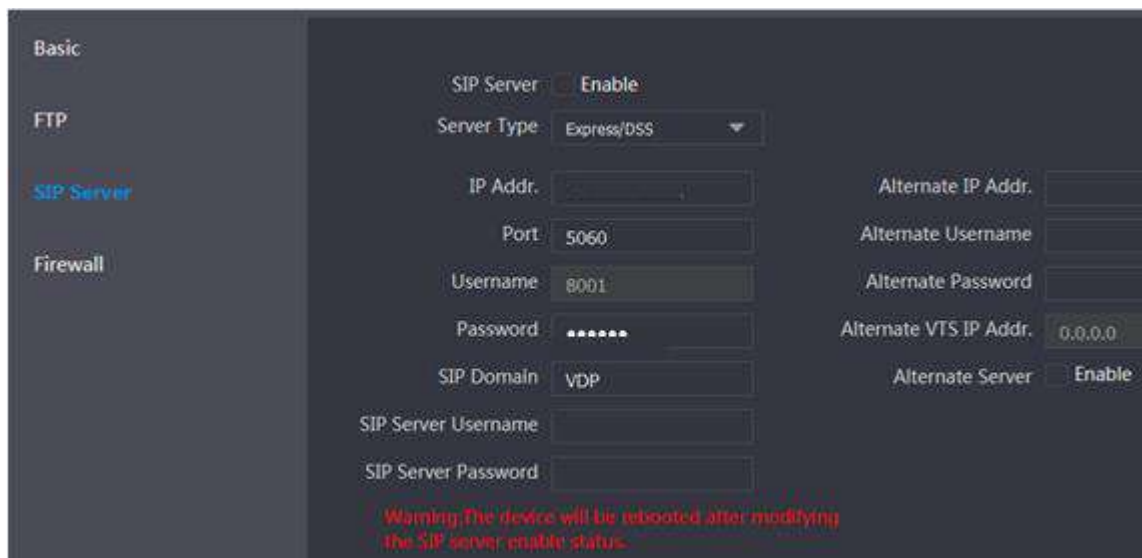 Basic
FTP
SIP Server
Firewall
SIP Server Enable
Server Type Express/DSS
IP Addr. Alternate IP Addr.
Port 5060 Alternate Username
Username 8001 Alternate Password
Password •••••• Alternate VTS IP Addr. 0.0.0.0
SIP Domain VDP Alternate Server Enable
SIP Server Username
SIP Server Password
Warning:The device will be rebooted after modifying
the SIP server enable status.